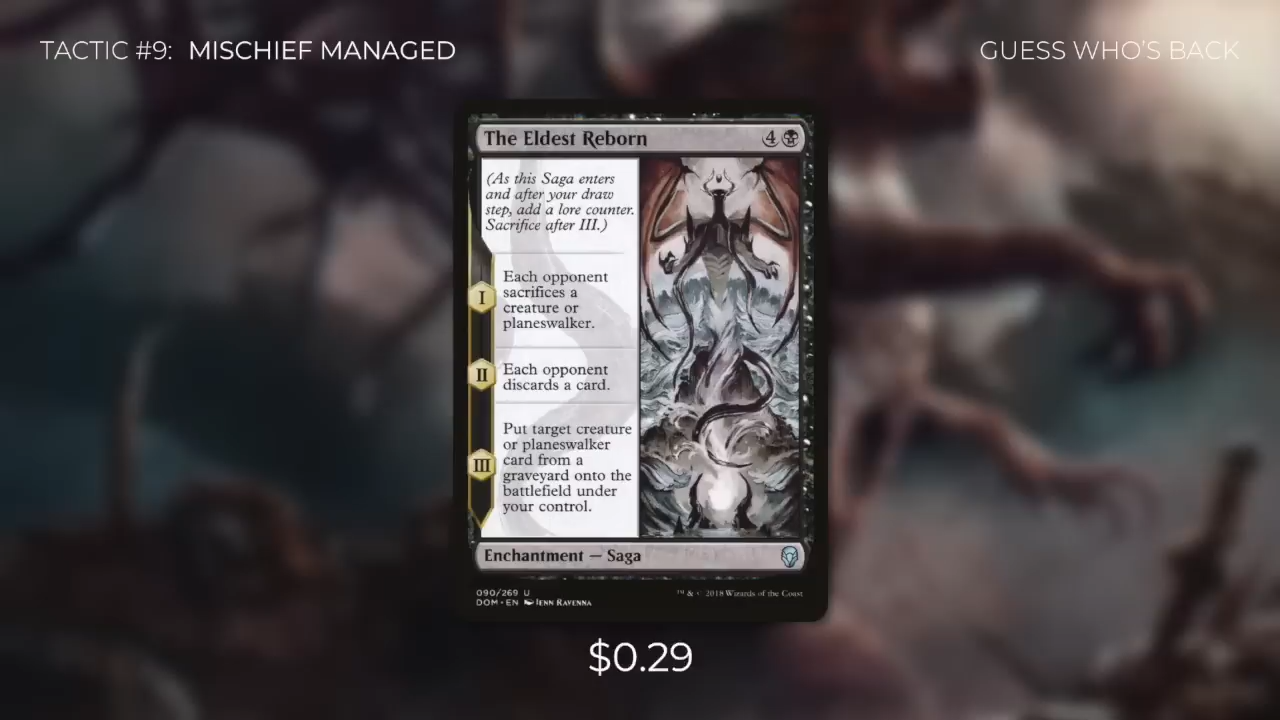 TACTIC #9: MISCHIEF MANAGED
GUESS WHO'S BACK
The Eldest Reborn
4
(As this Saga enters
and after your draw
step, add a lore counter.
Sacrifice after III.)
I
Each opponent
sacrifices a
creature or
planeswalker.
II
Each opponent
discards a card.
III
Put target creature
or planeswalker
card from a
graveyard onto the
battlefield under
your control.
Enchantment — Saga
090/269 U
DOM • EN Jenn Ravenna
™ & © 2018 Wizards of the Coast
$0.29